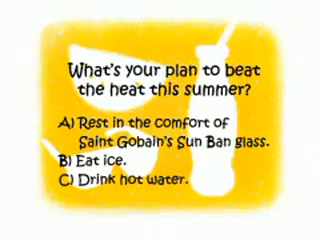 What's your plan to beat
the heat this summer?
A) Rest in the comfort of
Saint Gobain's Sun Ban glass.
B) Eat ice.
C) Drink hot water.